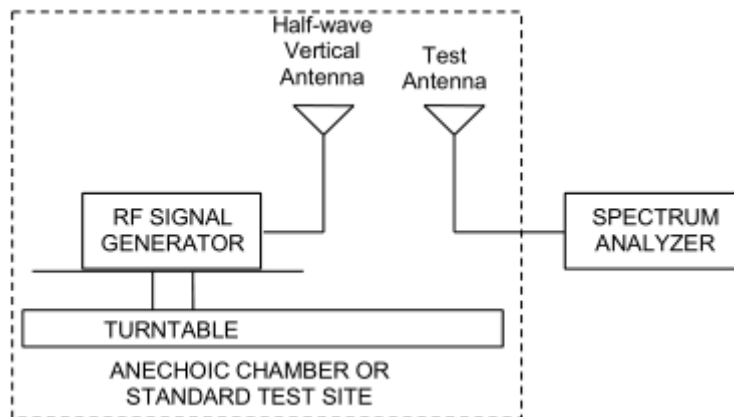 Half-wave
Vertical
Antenna
Test
Antenna
RF SIGNAL
GENERATOR
SPECTRUM
ANALYZER
TURNTABLE
ANECHOIC CHAMBER OR
STANDARD TEST SITE